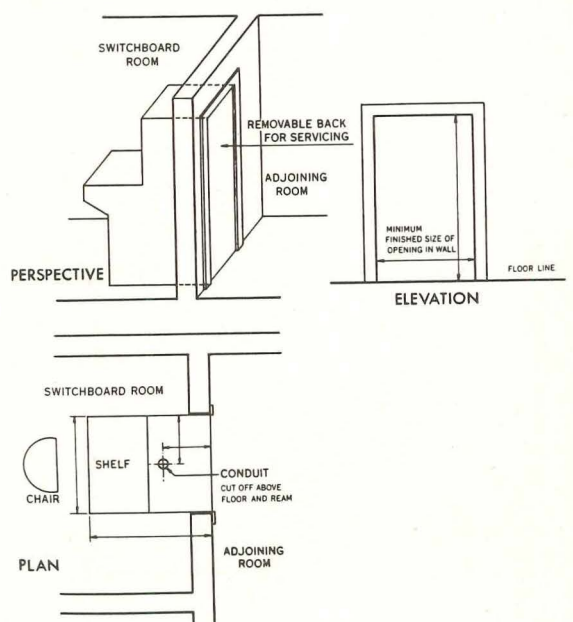 SWITCHBOARD
ROOM
REMOVABLE BACK
FOR SERVICING
ADJOINING
ROOM
PERSPECTIVE
MINIMUM
FINISHED SIZE OF
OPENING IN WALL
FLOOR LINE
ELEVATION
SWITCHBOARD ROOM
SHELF
CHAIR
CONDUIT
CUT OFF ABOVE
FLOOR AND REAM
ADJOINING
ROOM
PLAN